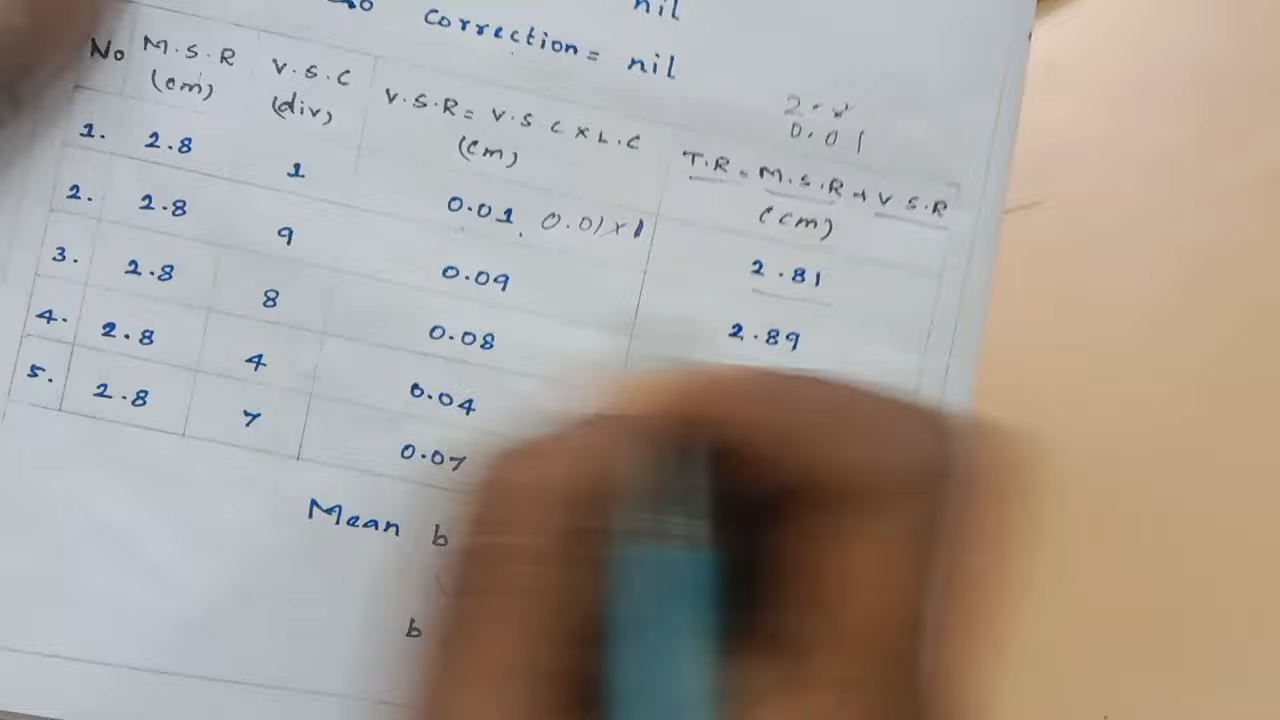 nil
correction = nil
No M.S.R (cm) V.S.C (div) V.S.R = V.S.C × L.C (cm) T.R = M.S.R + V.S.R (cm)
0.01
1. 2.8 1 0.01 0.01×1 2.81
2. 2.8 9 0.09 2.89
3. 2.8 8 0.08
4. 2.8 4 0.04
5. 2.8 7 0.07
Mean b
b